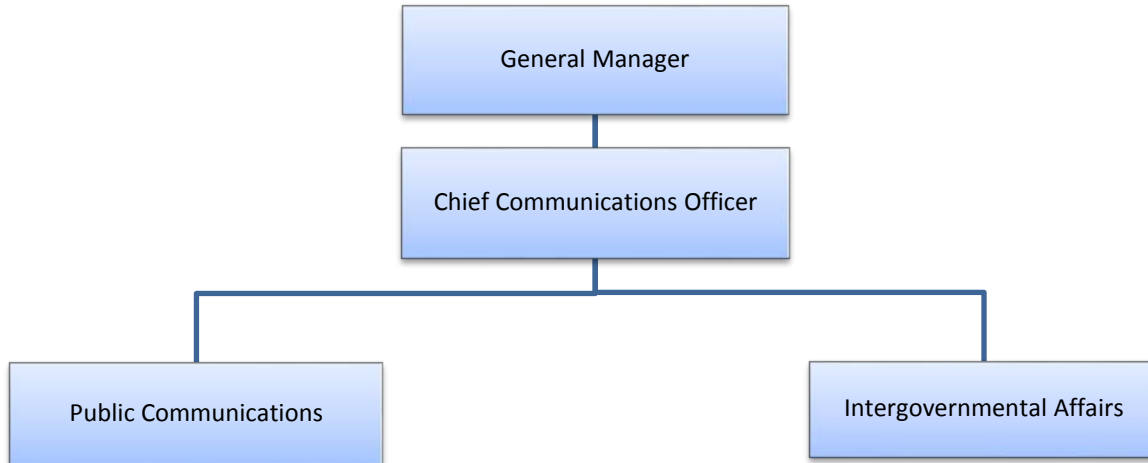 General Manager
Chief Communications Officer
Public Communications
Intergovernmental Affairs